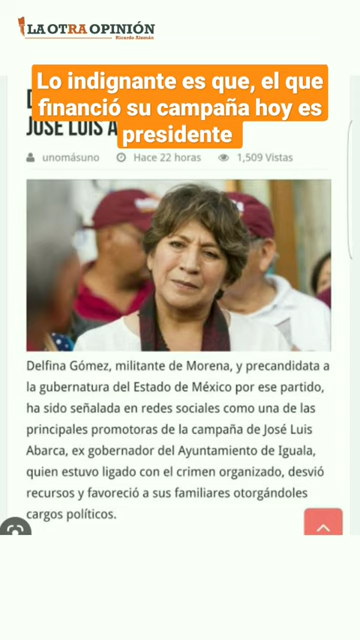 LA OTRA OPINIÓN
Ricardo Alemán
Lo indignante es que, el que
financió su campaña hoy es
presidente
JOSÉ LUIS A
unomásuno Hace 22 horas 1,509 Vistas
Delfina Gómez, militante de Morena, y precandidata a
la gubernatura del Estado de México por ese partido,
ha sido señalada en redes sociales como una de las
principales promotoras de la campaña de José Luis
Abarca, ex gobernador del Ayuntamiento de Iguala,
quien estuvo ligado con el crimen organizado, desvió
recursos y favoreció a sus familiares otorgándoles
cargos políticos.